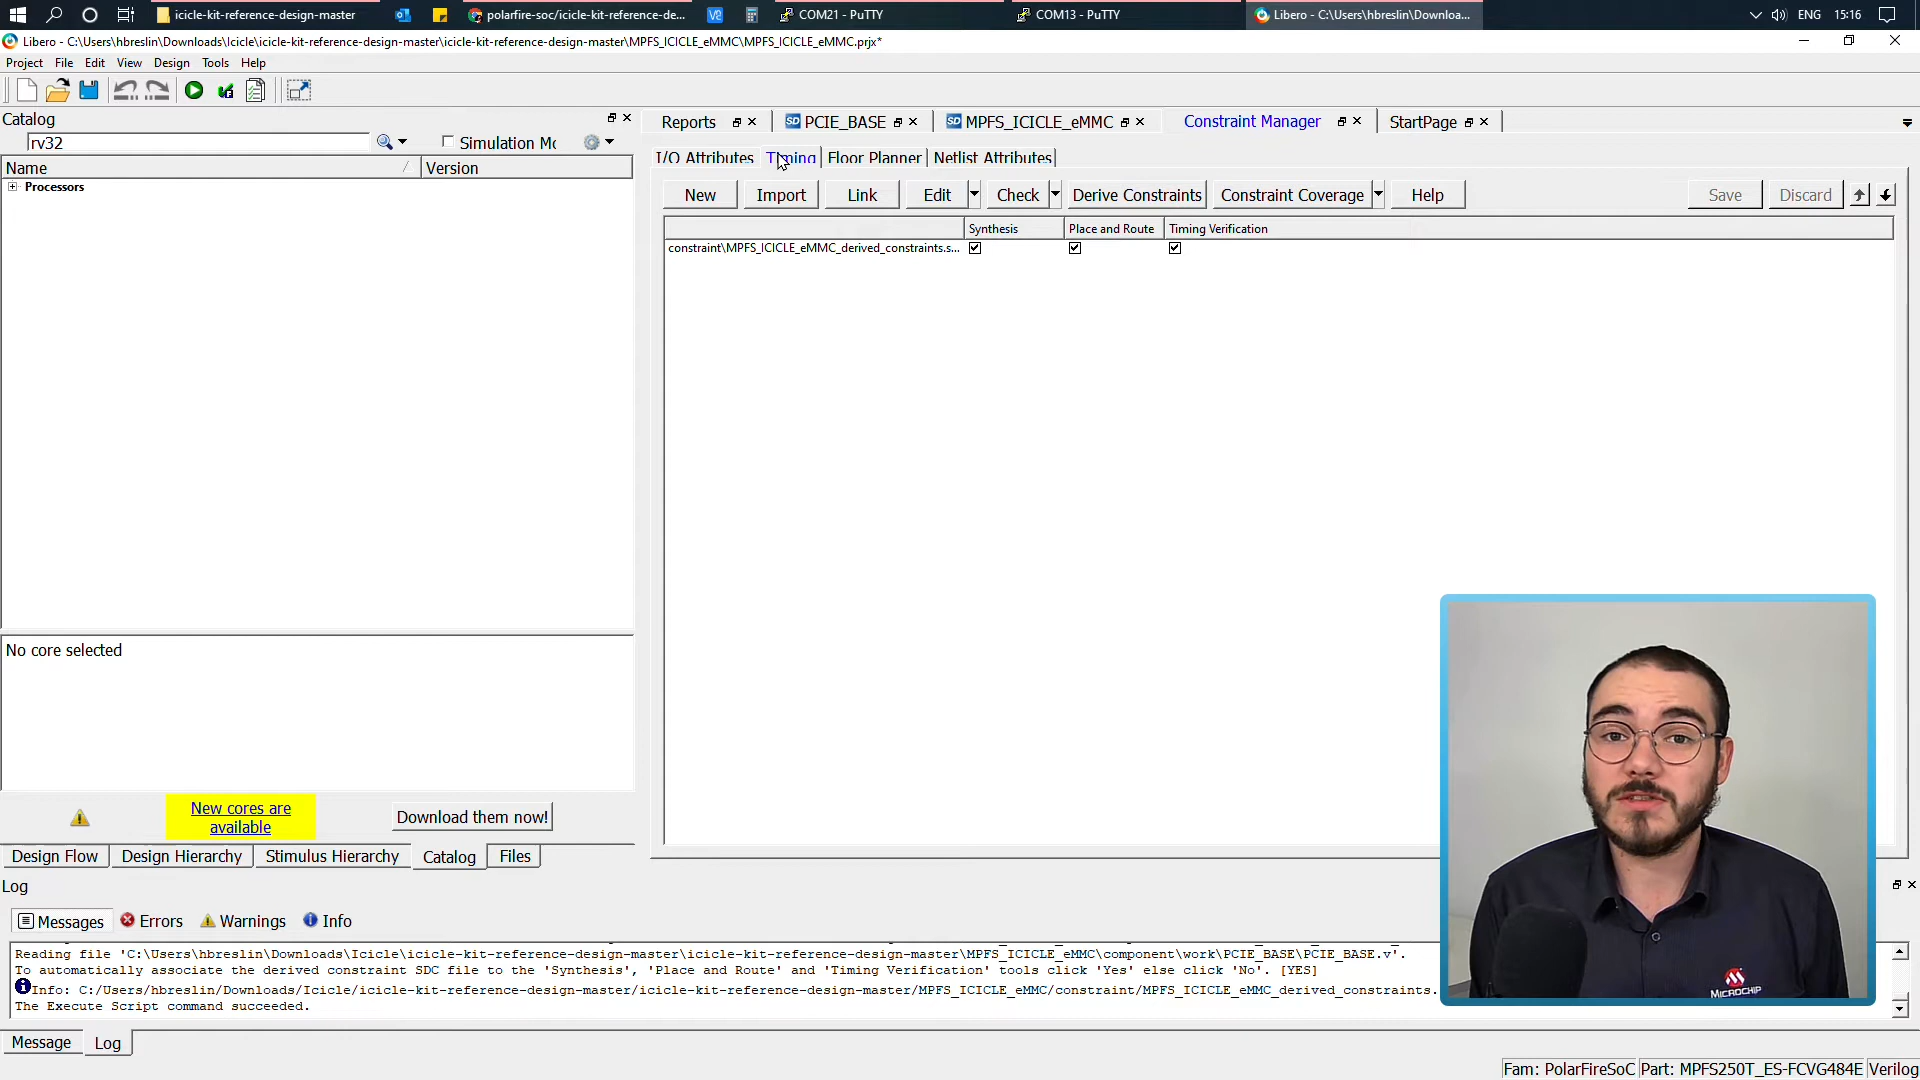 icicle-kit-reference-design-master
polarfire-soc/icicle-kit-reference-de...
COM21 - PuTTY
COM13 - PuTTY
Libero - C:\Users\hbreslin\Downloa...
ENG
15:16
Libero - C:\Users\hbreslin\Downloads\Icicle\icicle-kit-reference-design-master\icicle-kit-reference-design-master\MPFS_ICICLE_eMMC\MPFS_ICICLE_eMMC.prjx*
Project File Edit View Design Tools Help
Catalog
rv32
Simulation Mo
Name Version
Processors
No core selected
New cores are
available
Download them now!
Design Flow Design Hierarchy Stimulus Hierarchy Catalog Files
Reports PCIE_BASE MPFS_ICICLE_eMMC Constraint Manager StartPage
I/O Attributes Timing Floor Planner Netlist Attributes
New Import Link Edit Check Derive Constraints Constraint Coverage Help Save Discard
Synthesis Place and Route Timing Verification
constraint\MPFS_ICICLE_eMMC_derived_constraints.s...
Log
Messages Errors Warnings Info
Reading file 'C:\Users\hbreslin\Downloads\Icicle\icicle-kit-reference-design-master\icicle-kit-reference-design-master\MPFS_ICICLE_eMMC\component\work\PCIE_BASE\PCIE_BASE.v'.
To automatically associate the derived constraint SDC file to the 'Synthesis', 'Place and Route' and 'Timing Verification' tools click 'Yes' else click 'No'. [YES]
Info: C:/Users/hbreslin/Downloads/Icicle/icicle-kit-reference-design-master/icicle-kit-reference-design-master/MPFS_ICICLE_eMMC/constraint/MPFS_ICICLE_eMMC_derived_constraints.
The Execute Script command succeeded.
Message Log
MICROCHIP
Fam: PolarFireSoC Part: MPFS250T_ES-FCVG484E Verilog